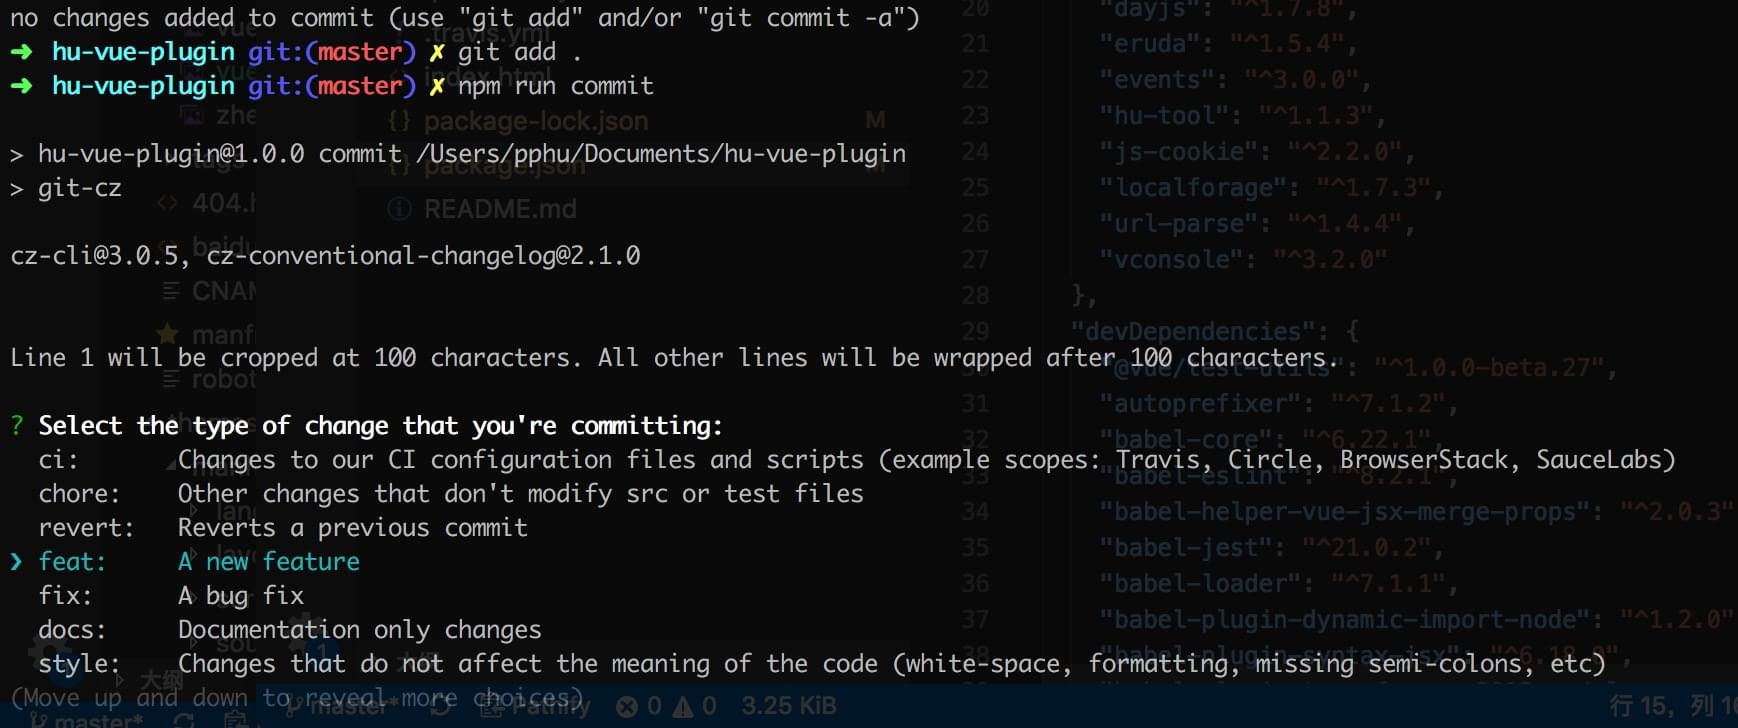 no changes added to commit (use "git add" and/or "git commit -a")
➜ hu-vue-plugin git:(master) ✗ git add .
➜ hu-vue-plugin git:(master) ✗ npm run commit
> hu-vue-plugin@1.0.0 commit /Users/pphu/Documents/hu-vue-plugin
> git-cz
cz-cli@3.0.5, cz-conventional-changelog@2.1.0
Line 1 will be cropped at 100 characters. All other lines will be wrapped after 100 characters.
? Select the type of change that you're committing:
ci: Changes to our CI configuration files and scripts (example scopes: Travis, Circle, BrowserStack, SauceLabs)
chore: Other changes that don't modify src or test files
revert: Reverts a previous commit
❯ feat: A new feature
fix: A bug fix
docs: Documentation only changes
style: Changes that do not affect the meaning of the code (white-space, formatting, missing semi-colons, etc)
(Move up and down to reveal more choices)
.travis.yml
index.html
{} package-lock.json M
{} package.json M
README.md
404.h
baidu
CNAM
manf
robot
大纲
20 "dayjs": "^1.7.8",
21 "eruda": "^1.5.4",
22 "events": "^3.0.0",
23 "hu-tool": "^1.1.3",
24 "js-cookie": "^2.2.0",
25 "localforage": "^1.7.3",
26 "url-parse": "^1.4.4",
27 "vconsole": "^3.2.0"
28 },
29 "devDependencies": {
30 "@vue/test-utils": "^1.0.0-beta.27",
31 "autoprefixer": "^7.1.2",
32 "babel-core": "^6.22.1",
33 "babel-eslint": "^8.2.1",
34 "babel-helper-vue-jsx-merge-props": "^2.0.3"
35 "babel-jest": "^21.0.2",
36 "babel-loader": "^7.1.1",
37 "babel-plugin-dynamic-import-node": "^1.2.0"
38 "babel-plugin-syntax-jsx": "^6.18.0",
master*
master* Pathify 0 0 3.25 KiB
行 15，列 16